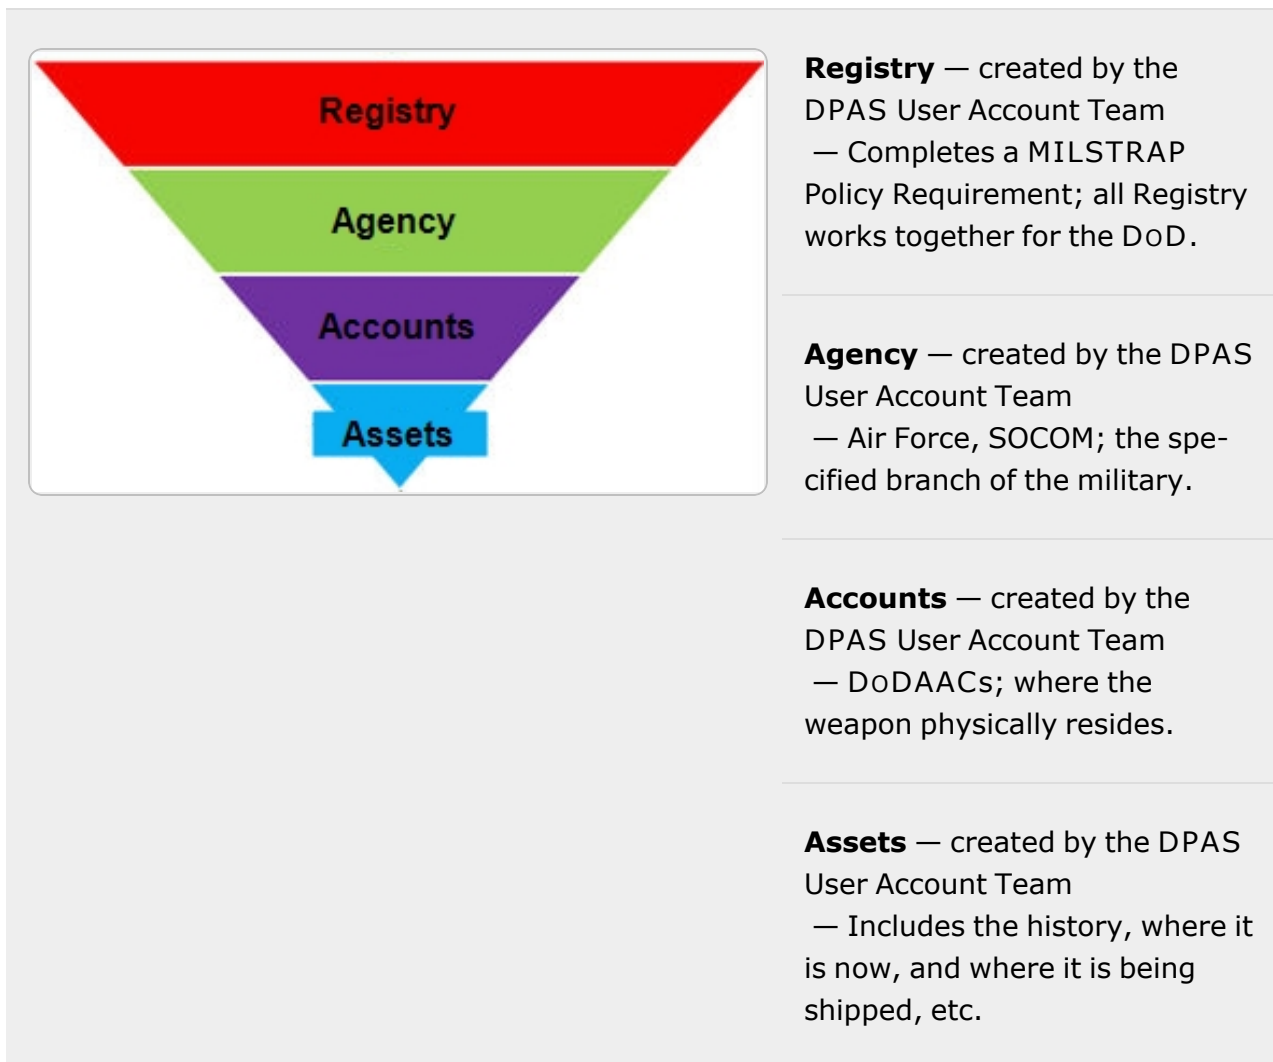 Registry
Agency
Accounts
Assets
Registry — created by the
DPAS User Account Team
— Completes a MILSTRAP
Policy Requirement; all Registry
works together for the DoD.
Agency — created by the DPAS
User Account Team
— Air Force, SOCOM; the spe-
cified branch of the military.
Accounts — created by the
DPAS User Account Team
— DoDAACs; where the
weapon physically resides.
Assets — created by the DPAS
User Account Team
— Includes the history, where it
is now, and where it is being
shipped, etc.